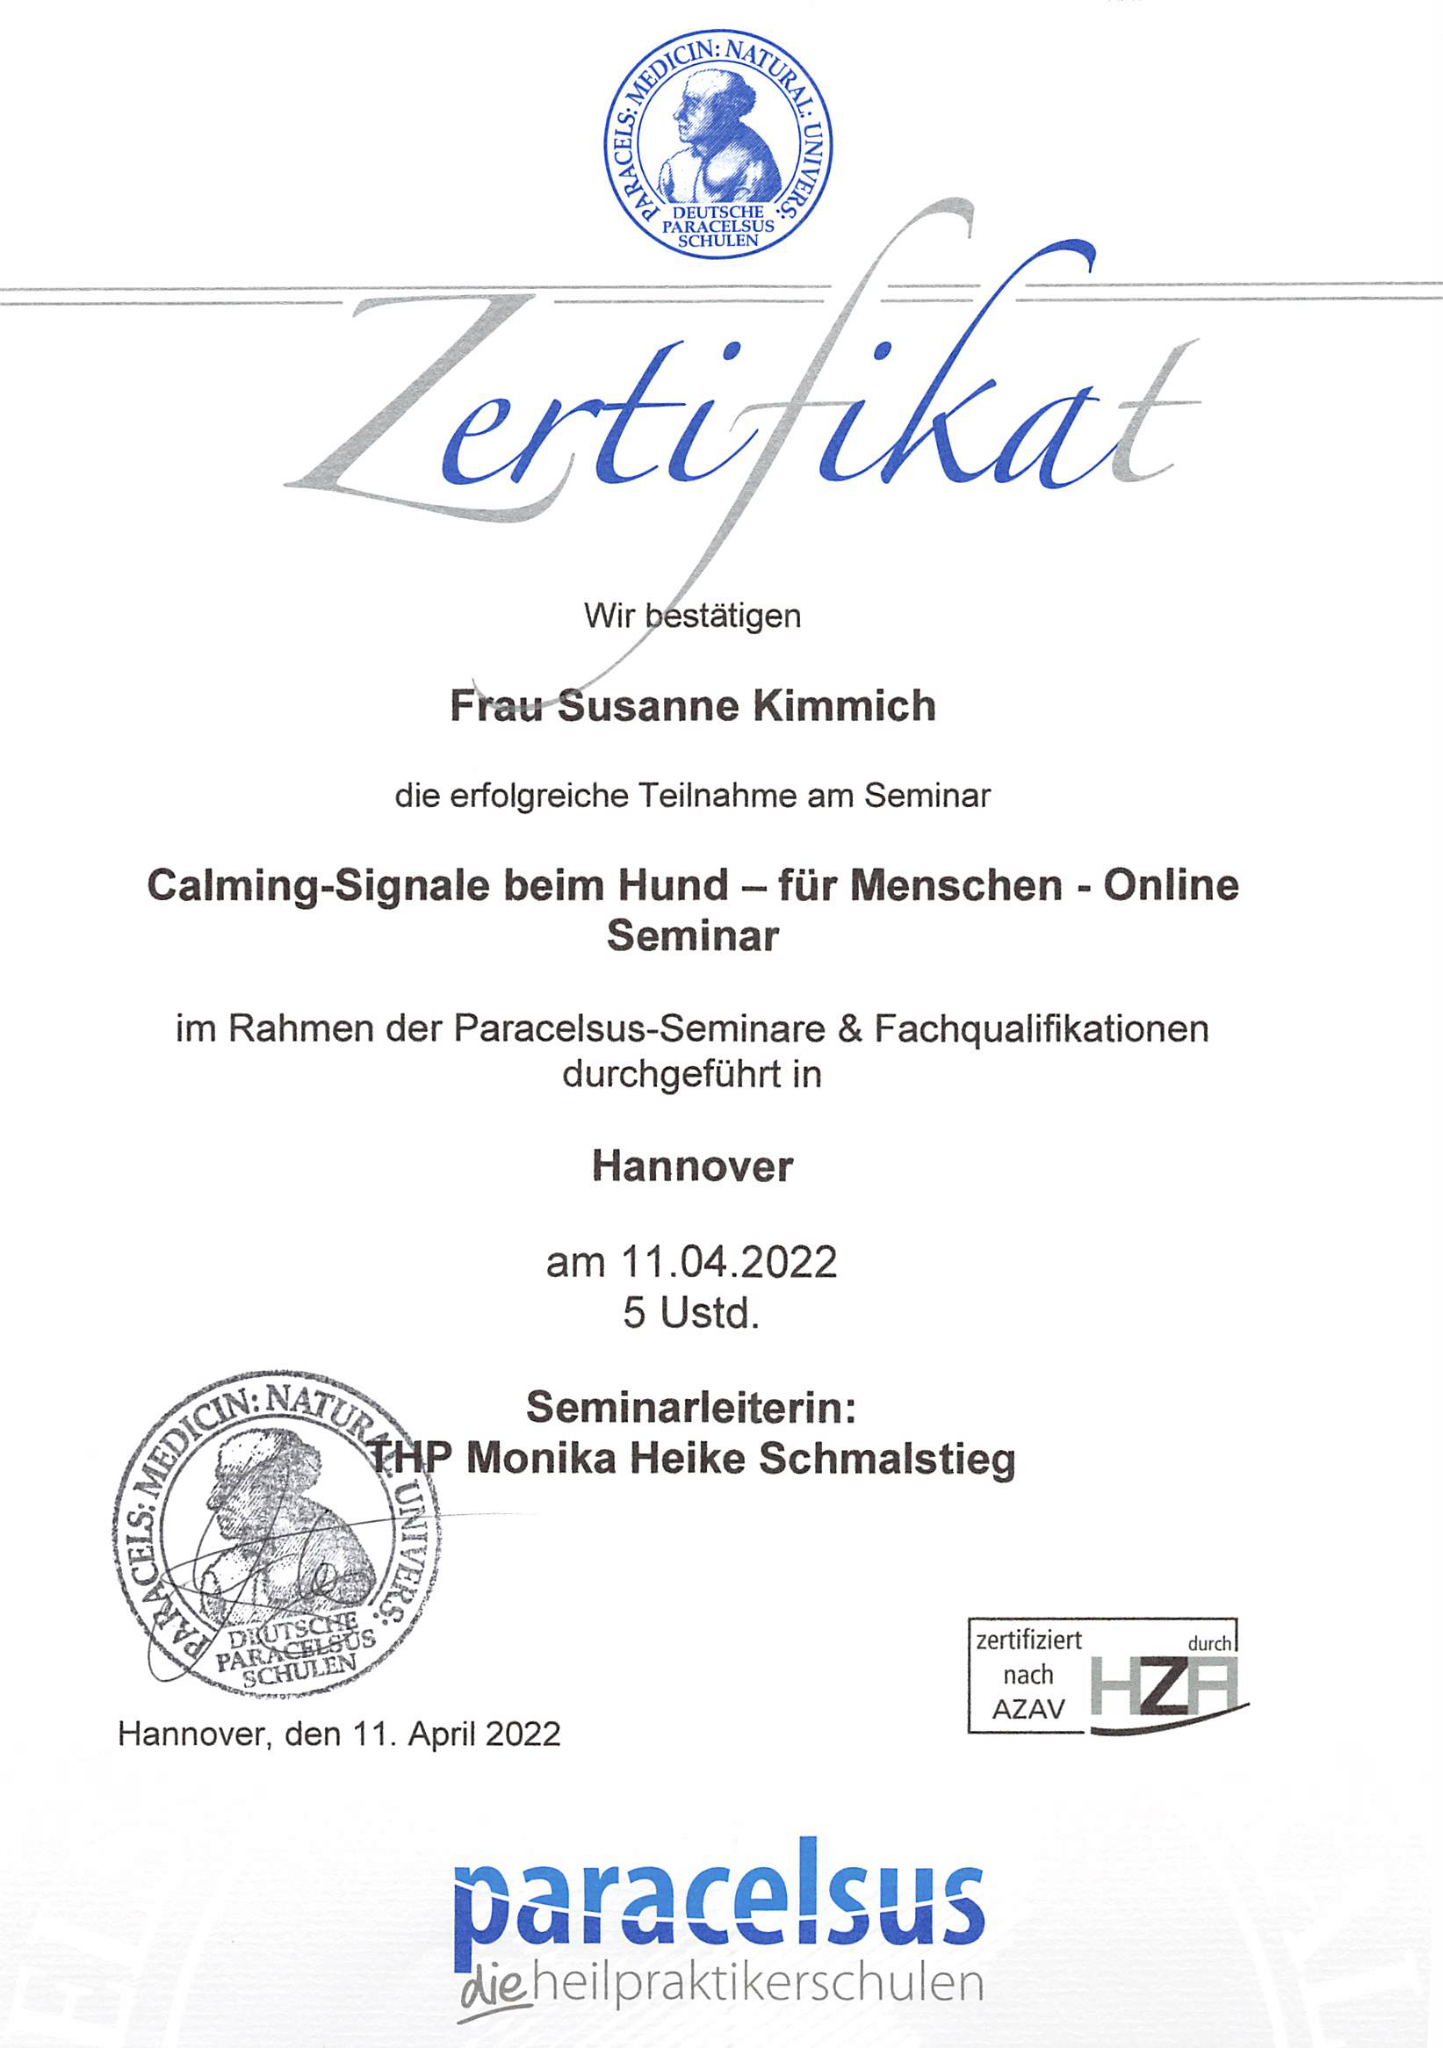 PARACELS: MEDICIN: NATURAL: UNIVERS:
DEUTSCHE
PARACELSUS
SCHULEN
Zertifikat
Wir bestätigen
Frau Susanne Kimmich
die erfolgreiche Teilnahme am Seminar
Calming-Signale beim Hund – für Menschen - Online
Seminar
im Rahmen der Paracelsus-Seminare & Fachqualifikationen
durchgeführt in
Hannover
am 11.04.2022
5 Ustd.
Seminarleiterin:
THP Monika Heike Schmalstieg
PARACELS: MEDICIN: NATURAL: UNIVERS:
DEUTSCHE
PARACELSUS
SCHULEN
zertifiziert durch
nach HZA
AZAV
Hannover, den 11. April 2022
paracelsus
die heilpraktikerschulen